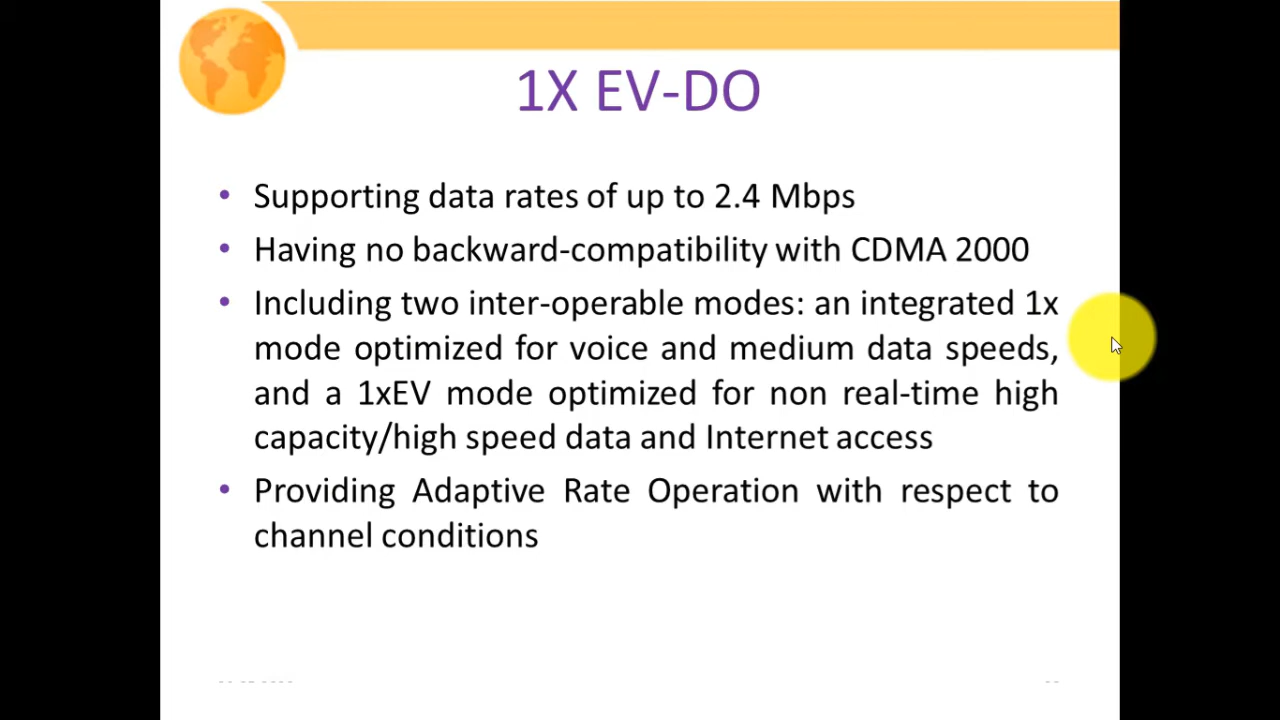 1X EV-DO
• Supporting data rates of up to 2.4 Mbps
• Having no backward-compatibility with CDMA 2000
• Including two inter-operable modes: an integrated 1x
mode optimized for voice and medium data speeds,
and a 1xEV mode optimized for non real-time high
capacity/high speed data and Internet access
• Providing Adaptive Rate Operation with respect to
channel conditions